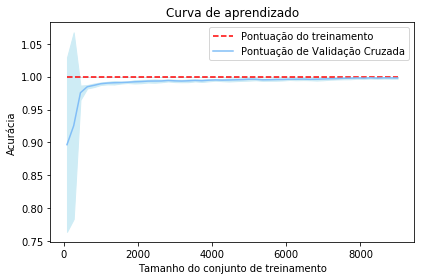 Curva de aprendizado
Pontuação do treinamento
Pontuação de Validação Cruzada
1.05
1.00
0.95
0.90
0.85
0.80
0.75
Acurácia
0
2000
4000
6000
8000
Tamanho do conjunto de treinamento